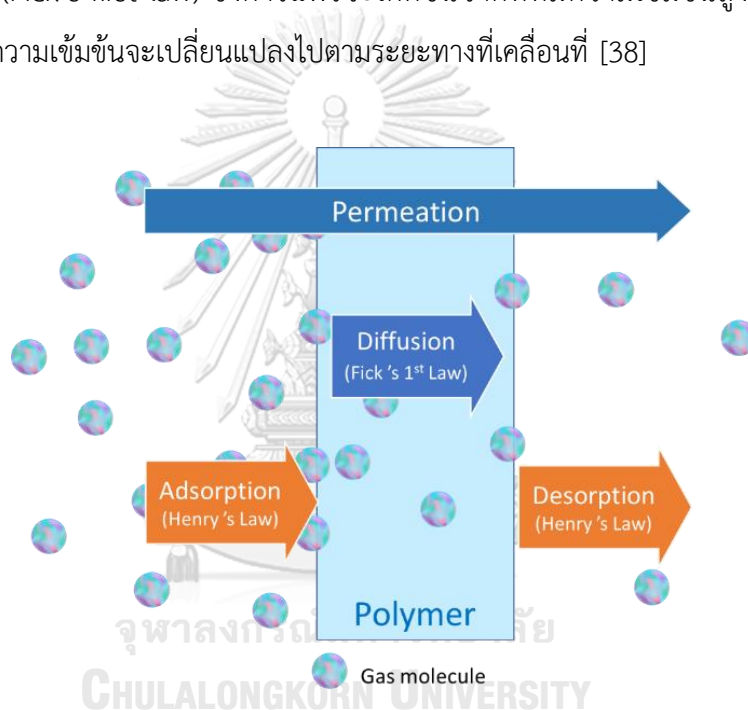 ความเข้มข้นจะเปลี่ยนแปลงไปตามระยะทางที่เคลื่อนที่ [38]
Permeation
Diffusion
(Fick 's 1st Law)
Adsorption
(Henry 's Law)
Desorption
(Henry 's Law)
Polymer
Gas molecule
CHULALONGKORN UNIVERSITY